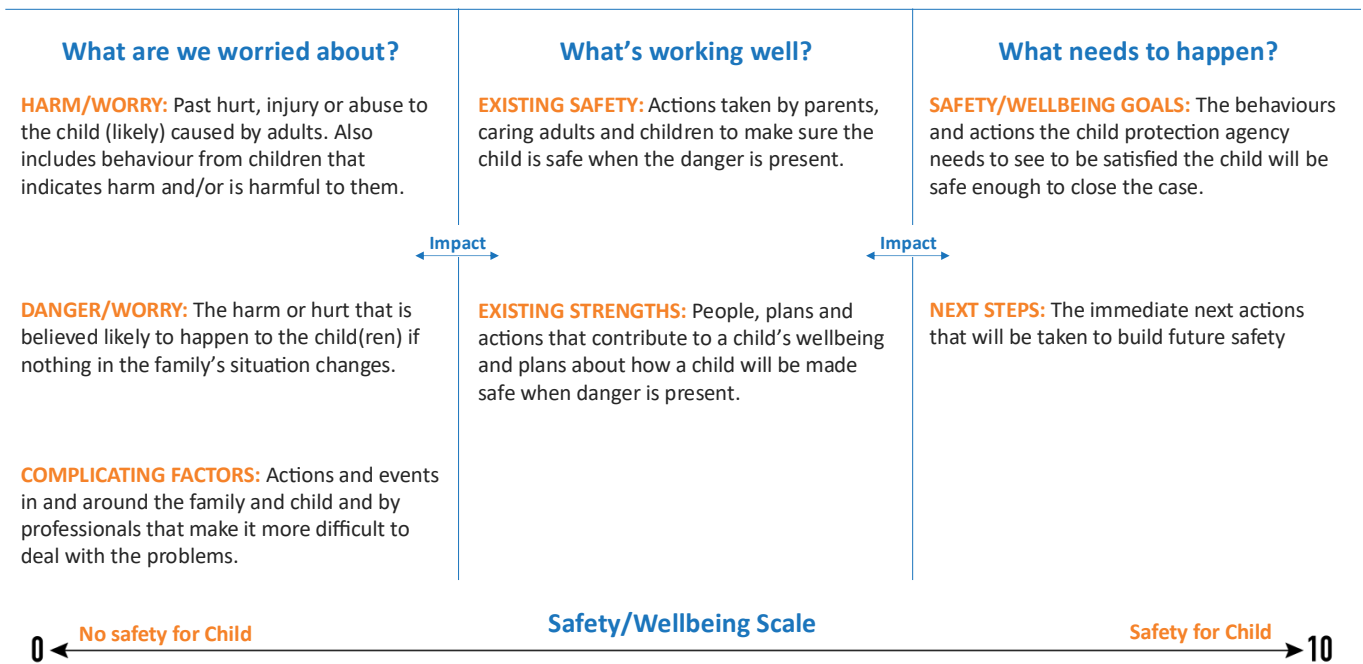 What are we worried about?
HARM/WORRY: Past hurt, injury or abuse to
the child (likely) caused by adults. Also
includes behaviour from children that
indicates harm and/or is harmful to them.
DANGER/WORRY: The harm or hurt that is
believed likely to happen to the child(ren) if
nothing in the family’s situation changes.
COMPLICATING FACTORS: Actions and events
in and around the family and child and by
professionals that make it more difficult to
deal with the problems.
Impact
What’s working well?
EXISTING SAFETY: Actions taken by parents,
caring adults and children to make sure the
child is safe when the danger is present.
EXISTING STRENGTHS: People, plans and
actions that contribute to a child’s wellbeing
and plans about how a child will be made
safe when danger is present.
Impact
What needs to happen?
SAFETY/WELLBEING GOALS: The behaviours
and actions the child protection agency
needs to see to be satisfied the child will be
safe enough to close the case.
NEXT STEPS: The immediate next actions
that will be taken to build future safety
Safety/Wellbeing Scale
0
No safety for Child
Safety for Child
10